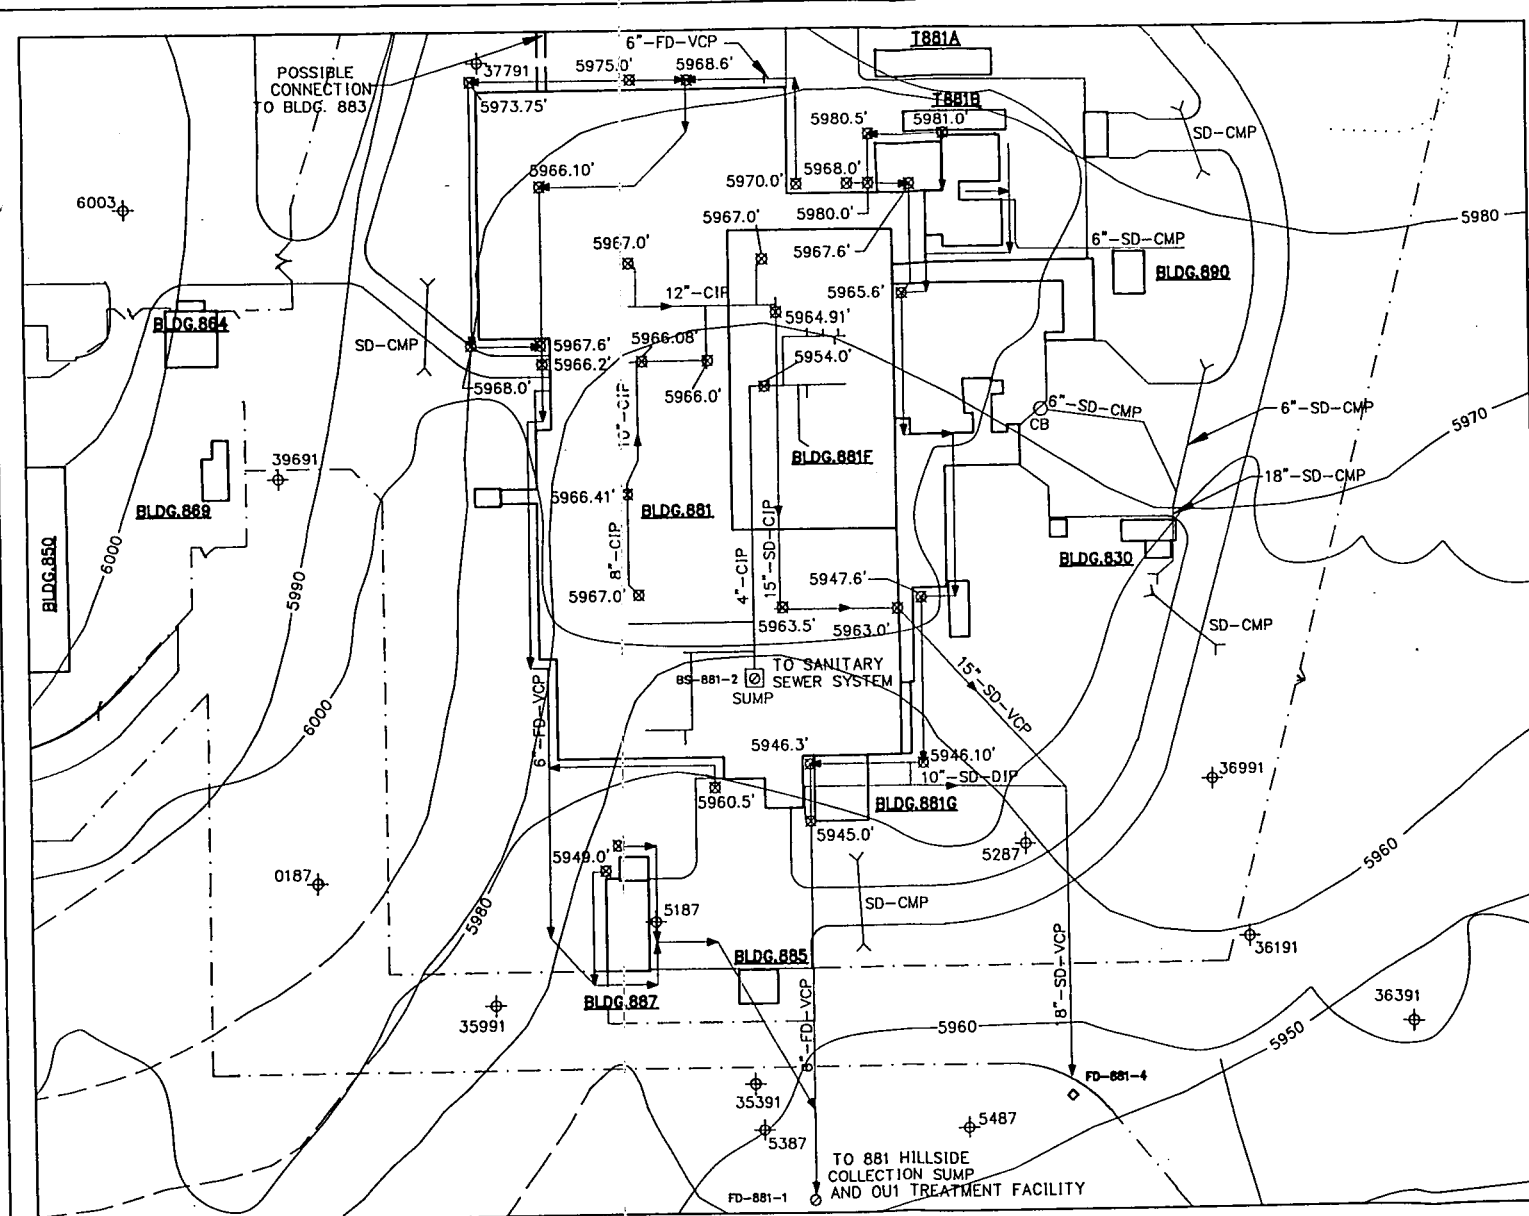 T881A
6"-FD-VCP
POSSIBLE
CONNECTION
TO BLDG. 883
37791
5975.0'
5968.6'
5973.75'
T881B
5980.5'
5981.0'
SD-CMP
5966.10'
5970.0'
5968.0'
5980.0'
6003
5967.0'
5967.0'
5967.6'
5980
6"-SD-CMP
BLDG.890
12"-CIP
5965.6'
5964.91'
BLDG.864
SD-CMP
5967.6'
5966.2'
5966.08'
5954.0'
5968.0'
5966.0'
6"-SD-CMP
CB
6"-SD-CMP
5970
10"-CIP
BLDG.881F
39691
18"-SD-CMP
5966.41'
BLDG.869
BLDG.881
6000
BLDG.850
5990
8"-CIP
4"-CIP
15"-SD-CIP
BLDG.830
5947.6'
5967.0'
5963.5'
5963.0'
SD-CMP
BS-881-2
SUMP
TO SANITARY
SEWER SYSTEM
15"-SD-VCP
6000
6"-FD-VCP
5946.3'
5946.10'
10"-SD-DIP
36991
5960.5'
BLDG.881G
5945.0'
5287
5960
5949.0'
0187
SD-CMP
5980
5187
BLDG.885
36191
8"-SD-VCP
BLDG.887
35991
6"-FD-VCP
36391
5960
5950
FD-881-4
35391
5387
5487
TO 881 HILLSIDE
COLLECTION SUMP
AND OU1 TREATMENT FACILITY
FD-881-1